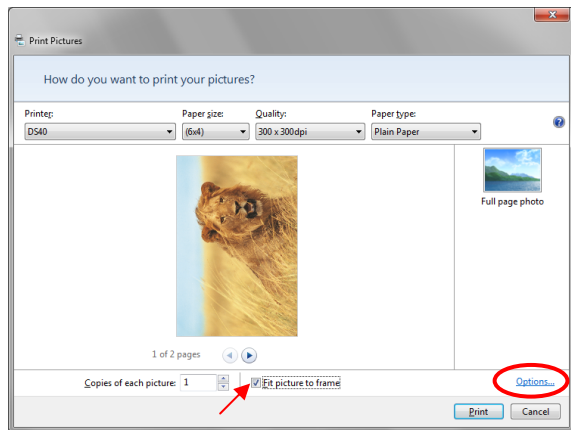 Print Pictures
How do you want to print your pictures?
Printer: Paper size: Quality: Paper type:
DS40 (6x4) 300 x 300dpi Plain Paper
Full page photo
1 of 2 pages
Copies of each picture: 1 Fit picture to frame Options...
Print Cancel